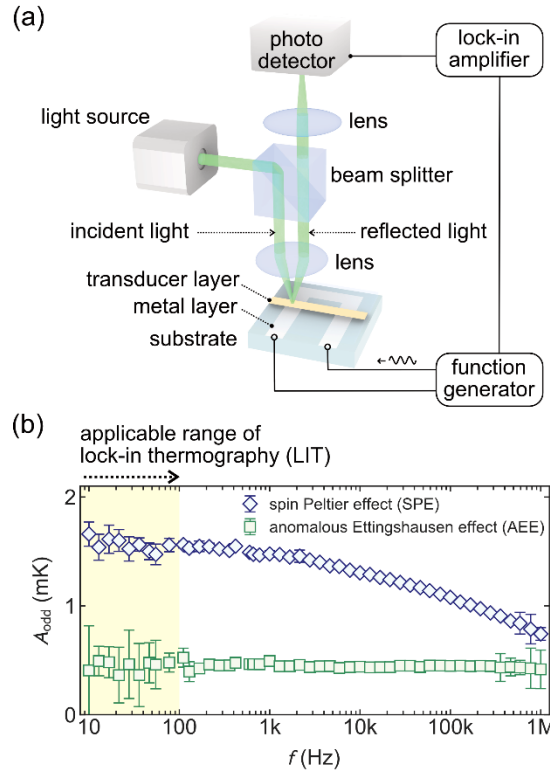 (a)
photo
detector
lock-in
amplifier
light source
lens
beam splitter
incident light
reflected light
lens
transducer layer
metal layer
substrate
function
generator
(b)
applicable range of
lock-in thermography (LIT)
2
spin Peltier effect (SPE)
anomalous Ettingshausen effect (AEE)
A_odd (mK)
1
0
10 100 1k 10k 100k 1M
f (Hz)